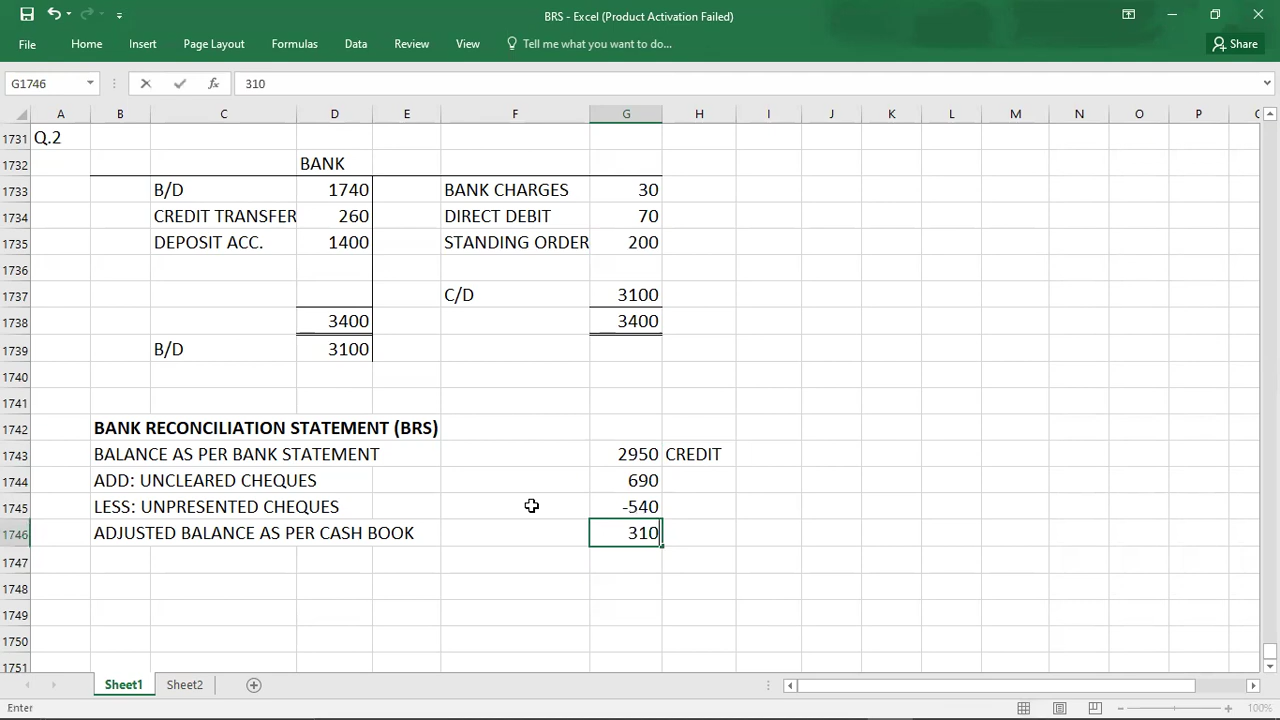 BRS - Excel (Product Activation Failed)
File Home Insert Page Layout Formulas Data Review View Tell me what you want to do... Share
G1746 fx 310
A B C D E F G H I J K L M N O P
1731 Q.2
1732 BANK
1733 B/D 1740 BANK CHARGES 30
1734 CREDIT TRANSFER 260 DIRECT DEBIT 70
1735 DEPOSIT ACC. 1400 STANDING ORDER 200
1736
1737 C/D 3100
1738 3400 3400
1739 B/D 3100
1740
1741
1742 BANK RECONCILIATION STATEMENT (BRS)
1743 BALANCE AS PER BANK STATEMENT 2950 CREDIT
1744 ADD: UNCLEARED CHEQUES 690
1745 LESS: UNPRESENTED CHEQUES -540
1746 ADJUSTED BALANCE AS PER CASH BOOK 310
1747
1748
1749
1750
1751
Sheet1 Sheet2
Enter 100%